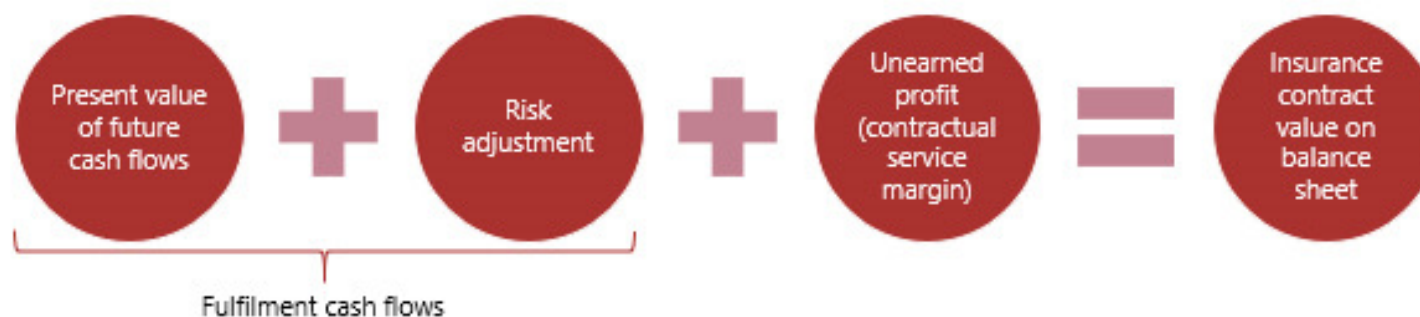 Present value
of future
cash flows
Risk
adjustment
Unearned
profit
(contractual
service
margin)
Insurance
contract
value on
balance
sheet
Fulfilment cash flows